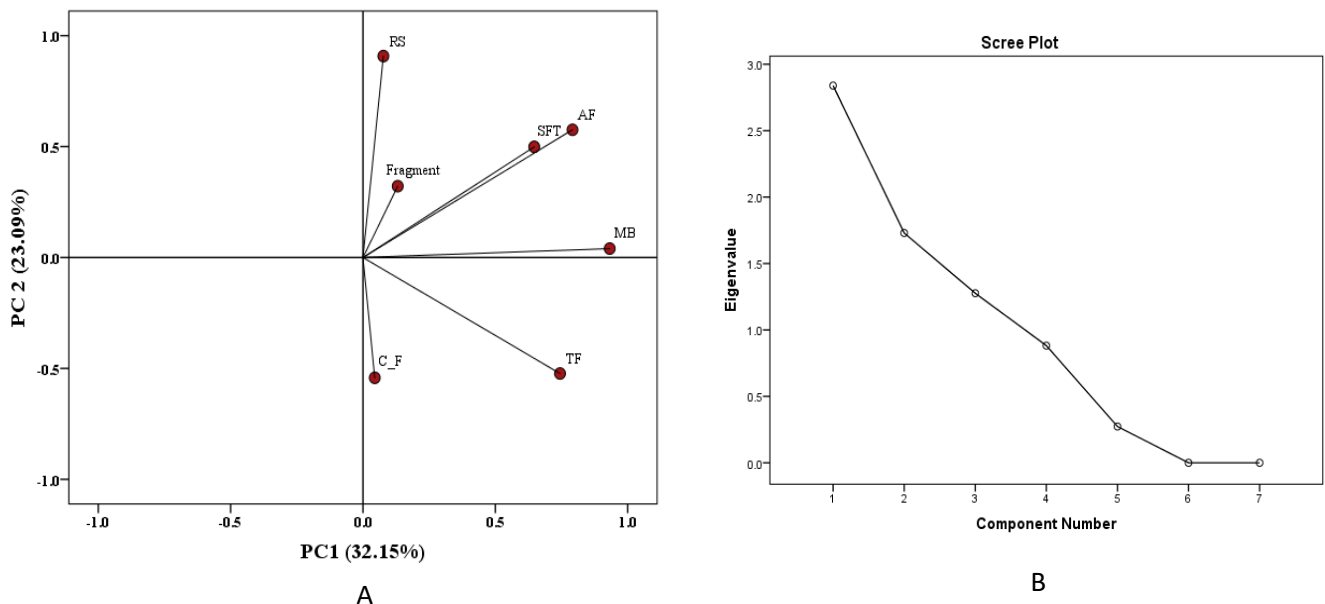 RS
AF
SFT
Fragment
MB
C_F
TF
1.0
0.5
0.0
-0.5
-1.0
PC 2 (23.09%)
-1.0 -0.5 0.0 0.5 1.0
PC1 (32.15%)
A
Scree Plot
3.0
2.5
2.0
1.5
1.0
0.5
0.0
Eigenvalue
1 2 3 4 5 6 7
Component Number
B